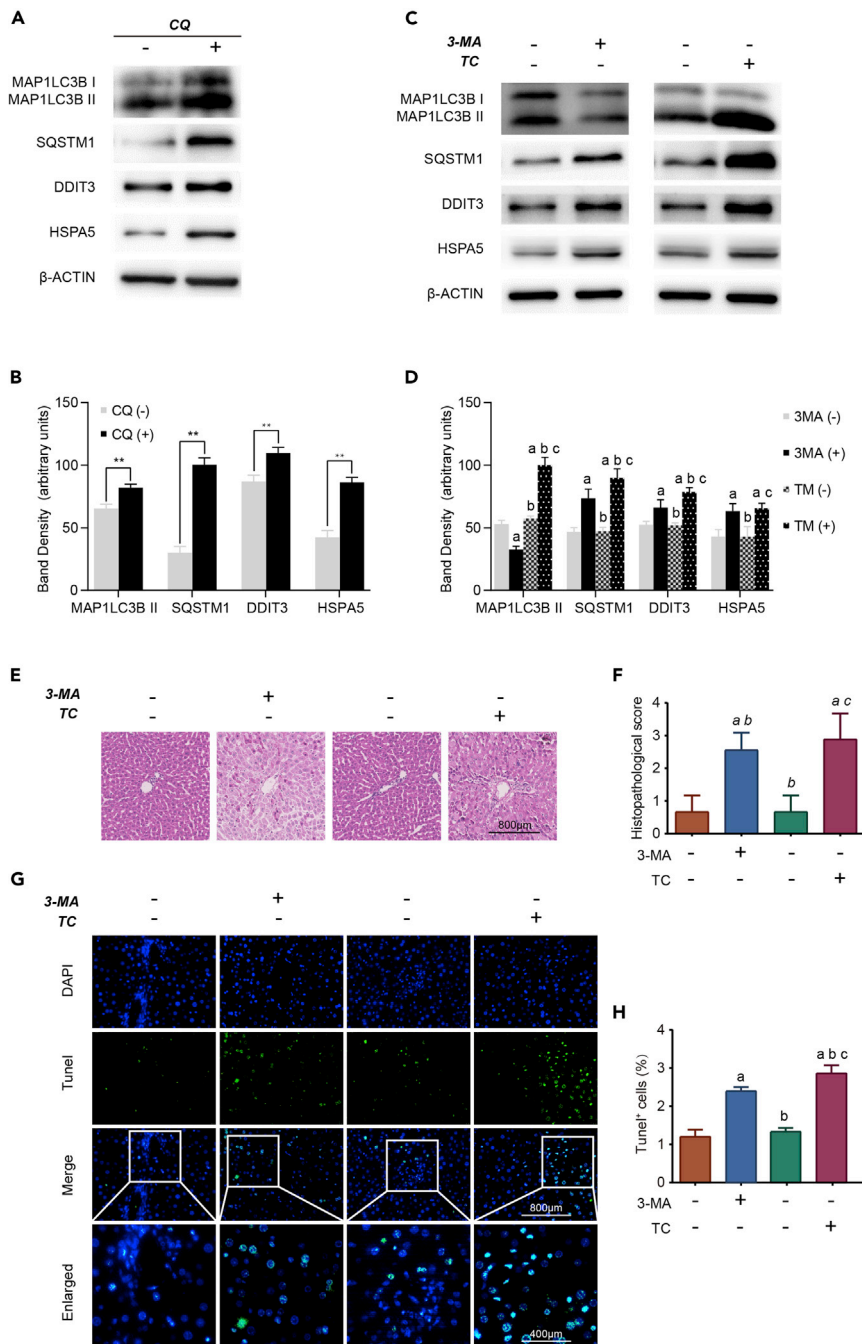 A
CQ
- +
MAP1LC3B I
MAP1LC3B II
SQSTM1
DDIT3
HSPA5
β-ACTIN
C
3-MA - + - -
TC - - - +
MAP1LC3B I
MAP1LC3B II
SQSTM1
DDIT3
HSPA5
β-ACTIN
B
Band Density (arbitrary units)
150
100
50
0
CQ (-)
CQ (+)
** ** ** **
MAP1LC3B II SQSTM1 DDIT3 HSPA5
D
Band Density (arbitrary units)
150
100
50
0
a b a b c a b a b c a b a b c a b a c
MAP1LC3B II SQSTM1 DDIT3 HSPA5
3MA (-)
3MA (+)
TM (-)
TM (+)
E
3-MA - + - -
TC - - - +
800μm
F
Histopathological score
4
3
2
1
0
a b b a c
3-MA - + - -
TC - - - +
G
3-MA - + - -
TC - - - +
DAPI
Tunel
Merge
800μm
Enlarged
400μm
H
Tunel+ cells (%)
4
3
2
1
0
a b a b c
3-MA - + - -
TC - - - +